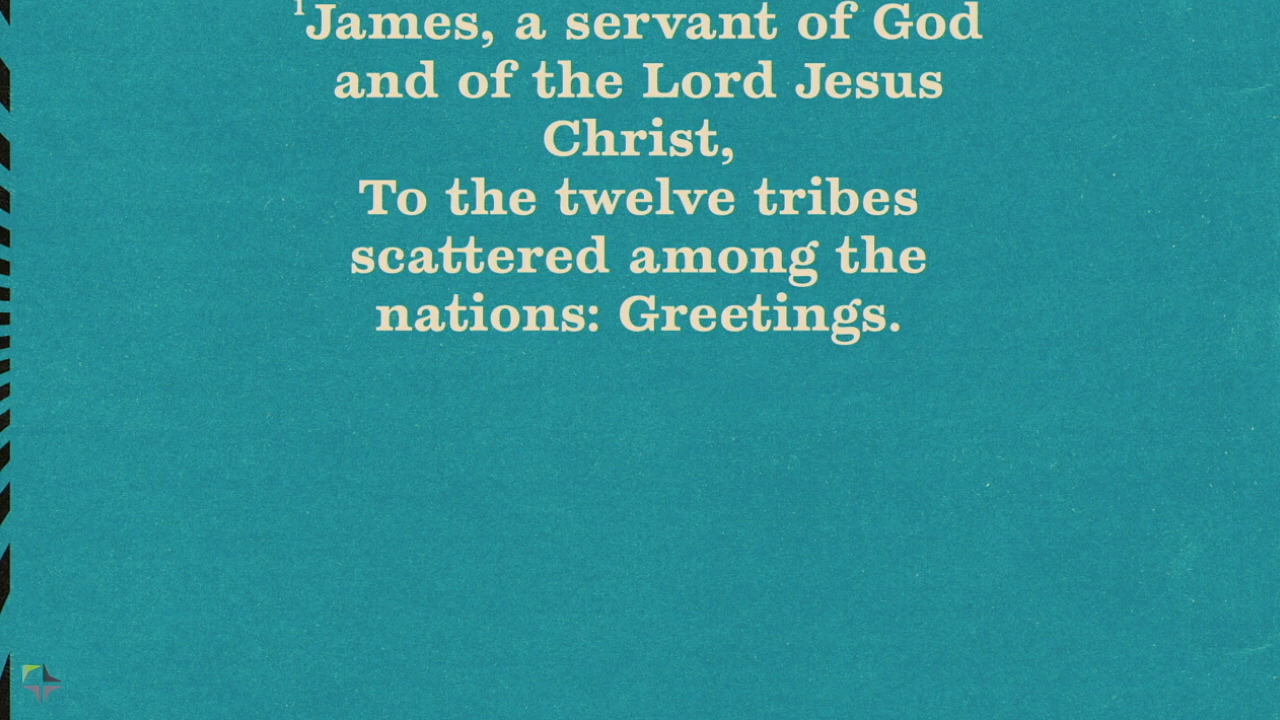 ¹James, a servant of God
and of the Lord Jesus
Christ,
To the twelve tribes
scattered among the
nations: Greetings.